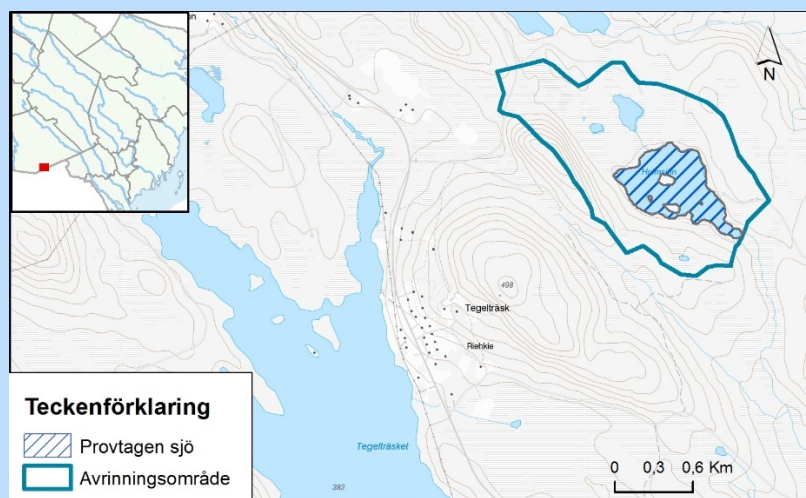 N
498
Tegelträsk
Riehkie
Tegelträsket
382
Teckenförklaring
Provtagen sjö
Avrinningsområde
0 0,3 0,6 Km